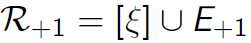 𝓡₊₁ = [ξ] ∪ E₊₁